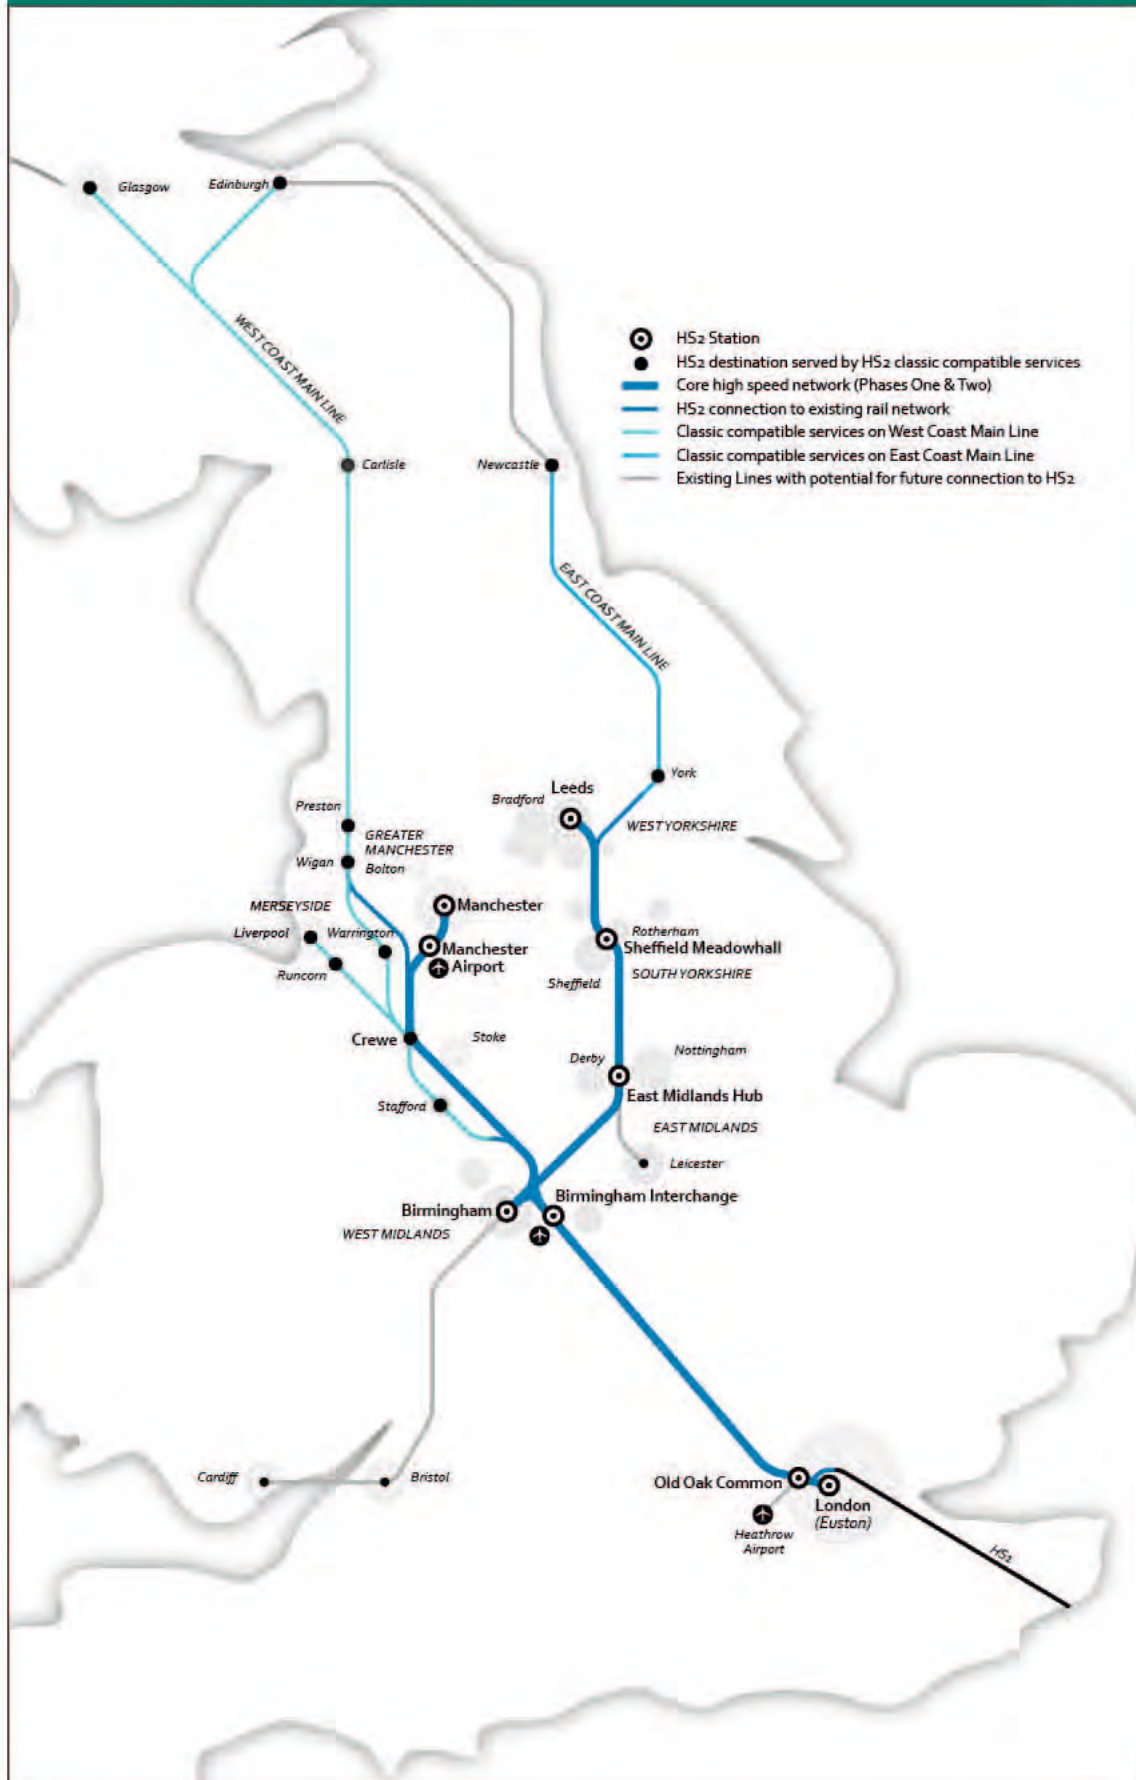 Glasgow
Edinburgh
WEST COAST MAIN LINE
HS2 Station
HS2 destination served by HS2 classic compatible services
Core high speed network (Phases One & Two)
HS2 connection to existing rail network
Classic compatible services on West Coast Main Line
Classic compatible services on East Coast Main Line
Existing Lines with potential for future connection to HS2
Carlisle
Newcastle
EAST COAST MAIN LINE
York
Leeds
Bradford
WEST YORKSHIRE
Preston
GREATER
MANCHESTER
Wigan
Bolton
MERSEYSIDE
Manchester
Liverpool
Warrington
Manchester
Airport
Runcorn
Rotherham
Sheffield Meadowhall
SOUTH YORKSHIRE
Sheffield
Crewe
Stoke
Derby
Nottingham
East Midlands Hub
Stafford
EAST MIDLANDS
Leicester
Birmingham
Birmingham Interchange
WEST MIDLANDS
Cardiff
Bristol
Old Oak Common
London
(Euston)
Heathrow
Airport
HS1